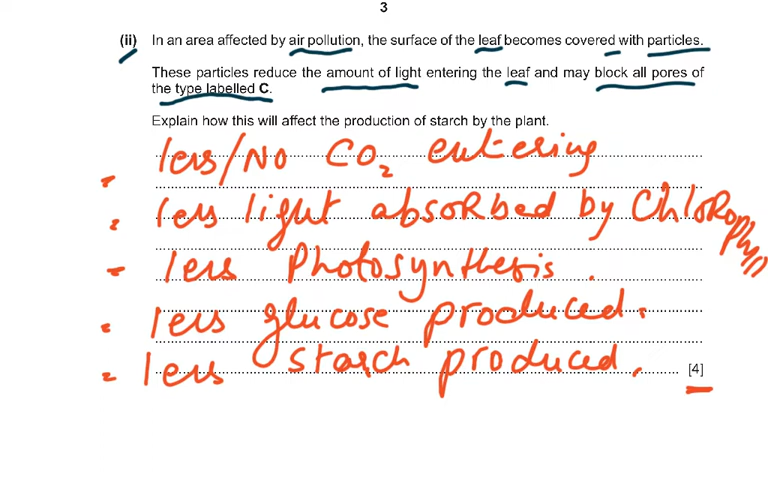 3
(ii) In an area affected by air pollution, the surface of the leaf becomes covered with particles.
These particles reduce the amount of light entering the leaf and may block all pores of
the type labelled C.
Explain how this will affect the production of starch by the plant.
- less/No CO₂ entering
- less light absorbed by Chlorophyll
- less Photosynthesis.
- less glucose produced.
- less starch produced.
[4]